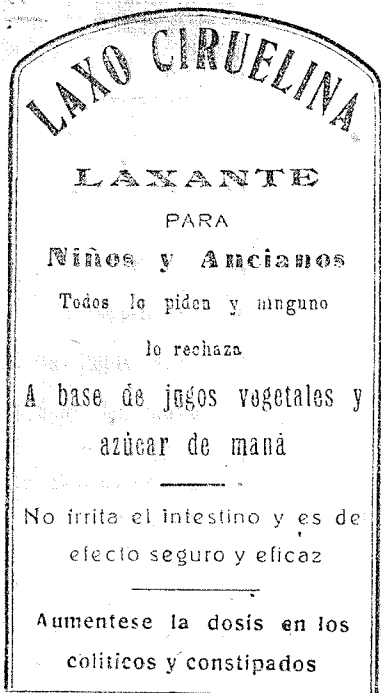 LAXO CIRUELINA
LAXANTE
PARA
Niños y Ancianos
Todos lo piden y ninguno
lo rechaza
A base de jugos vegetales y
azúcar de maná
No irrita el intestino y es de
efecto seguro y eficaz
Aumentese la dosis en los
colíticos y constipados